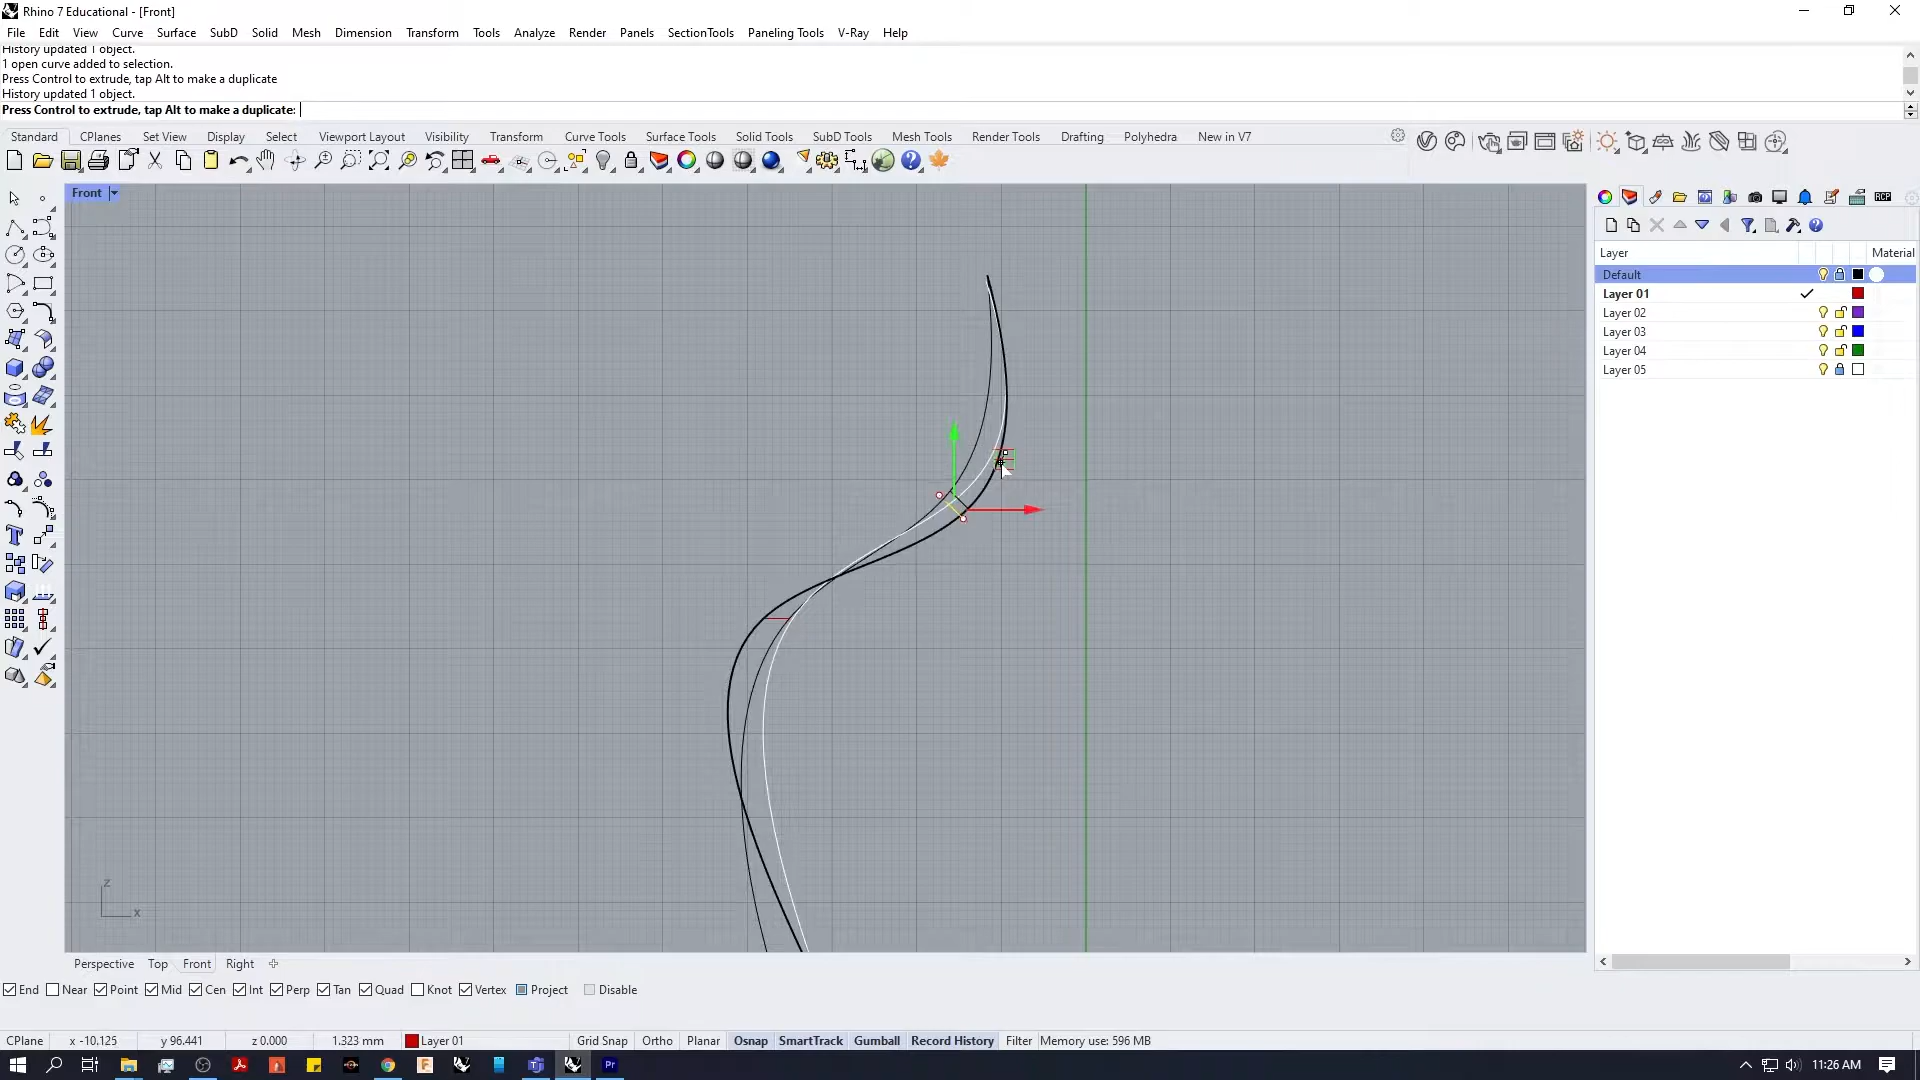 Rhino 7 Educational - [Front]
File Edit View Curve Surface SubD Solid Mesh Dimension Transform Tools Analyze Render Panels SectionTools Paneling Tools V-Ray Help
History updated 1 object.
1 open curve added to selection.
Press Control to extrude, tap Alt to make a duplicate
History updated 1 object.
Press Control to extrude, tap Alt to make a duplicate:
Standard CPlanes Set View Display Select Viewport Layout Visibility Transform Curve Tools Surface Tools Solid Tools SubD Tools Mesh Tools Render Tools Drafting Polyhedra New in V7
Front
RCP
Layer Material
Default
Layer 01
Layer 02
Layer 03
Layer 04
Layer 05
z
x
Perspective Top Front Right
End Near Point Mid Cen Int Perp Tan Quad Knot Vertex Project Disable
CPlane x -10.125 y 96.441 z 0.000 1.323 mm Layer 01 Grid Snap Ortho Planar Osnap SmartTrack Gumball Record History Filter Memory use: 596 MB
Pr 11:26 AM